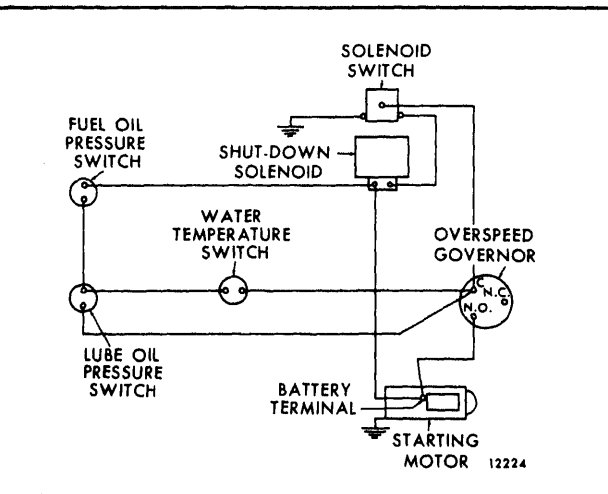 SOLENOID
SWITCH
FUEL OIL
PRESSURE
SWITCH
SHUT-DOWN
SOLENOID
WATER
TEMPERATURE
SWITCH
OVERSPEED
GOVERNOR
C
N.C.
N.O.
LUBE OIL
PRESSURE
SWITCH
BATTERY
TERMINAL
STARTING
MOTOR
12224